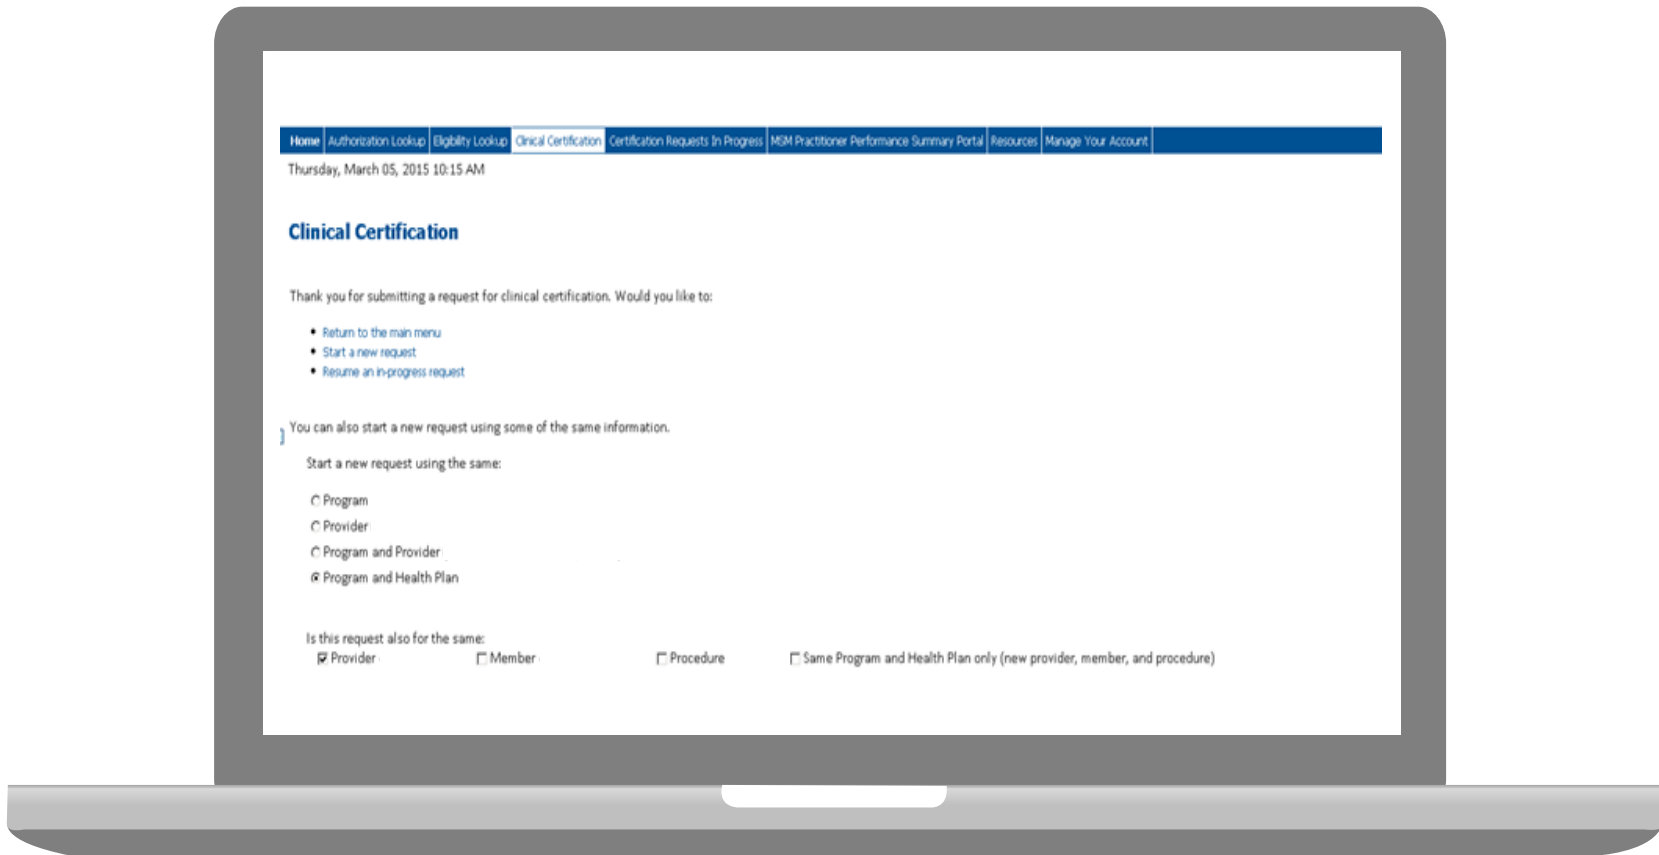 Home Authorization Lookup Eligibility Lookup Clinical Certification Certification Requests In Progress MSM Practitioner Performance Summary Portal Resources Manage Your Account
Thursday, March 05, 2015 10:15 AM
Clinical Certification
Thank you for submitting a request for clinical certification. Would you like to:
• Return to the main menu
• Start a new request
• Resume an in-progress request
You can also start a new request using some of the same information.
Start a new request using the same:
Program
Provider
Program and Provider
Program and Health Plan
Is this request also for the same:
Provider Member Procedure Same Program and Health Plan only (new provider, member, and procedure)